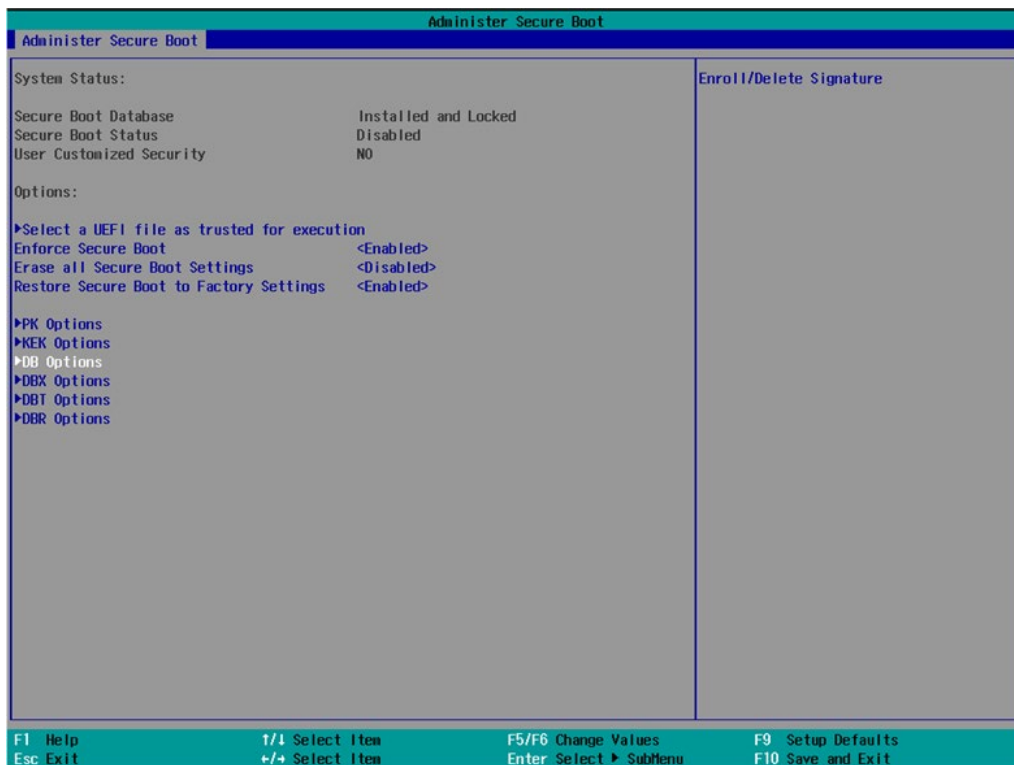 Administer Secure Boot
Administer Secure Boot
System Status:
Enroll/Delete Signature
Secure Boot Database Installed and Locked
Secure Boot Status Disabled
User Customized Security NO
Options:
▶Select a UEFI file as trusted for execution
Enforce Secure Boot <Enabled>
Erase all Secure Boot Settings <Disabled>
Restore Secure Boot to Factory Settings <Enabled>
▶PK Options
▶KEK Options
▶DB Options
▶DBX Options
▶DBT Options
▶DBR Options
F1 Help ↑/↓ Select Item F5/F6 Change Values F9 Setup Defaults
Esc Exit ←/→ Select Item Enter Select ▶ SubMenu F10 Save and Exit